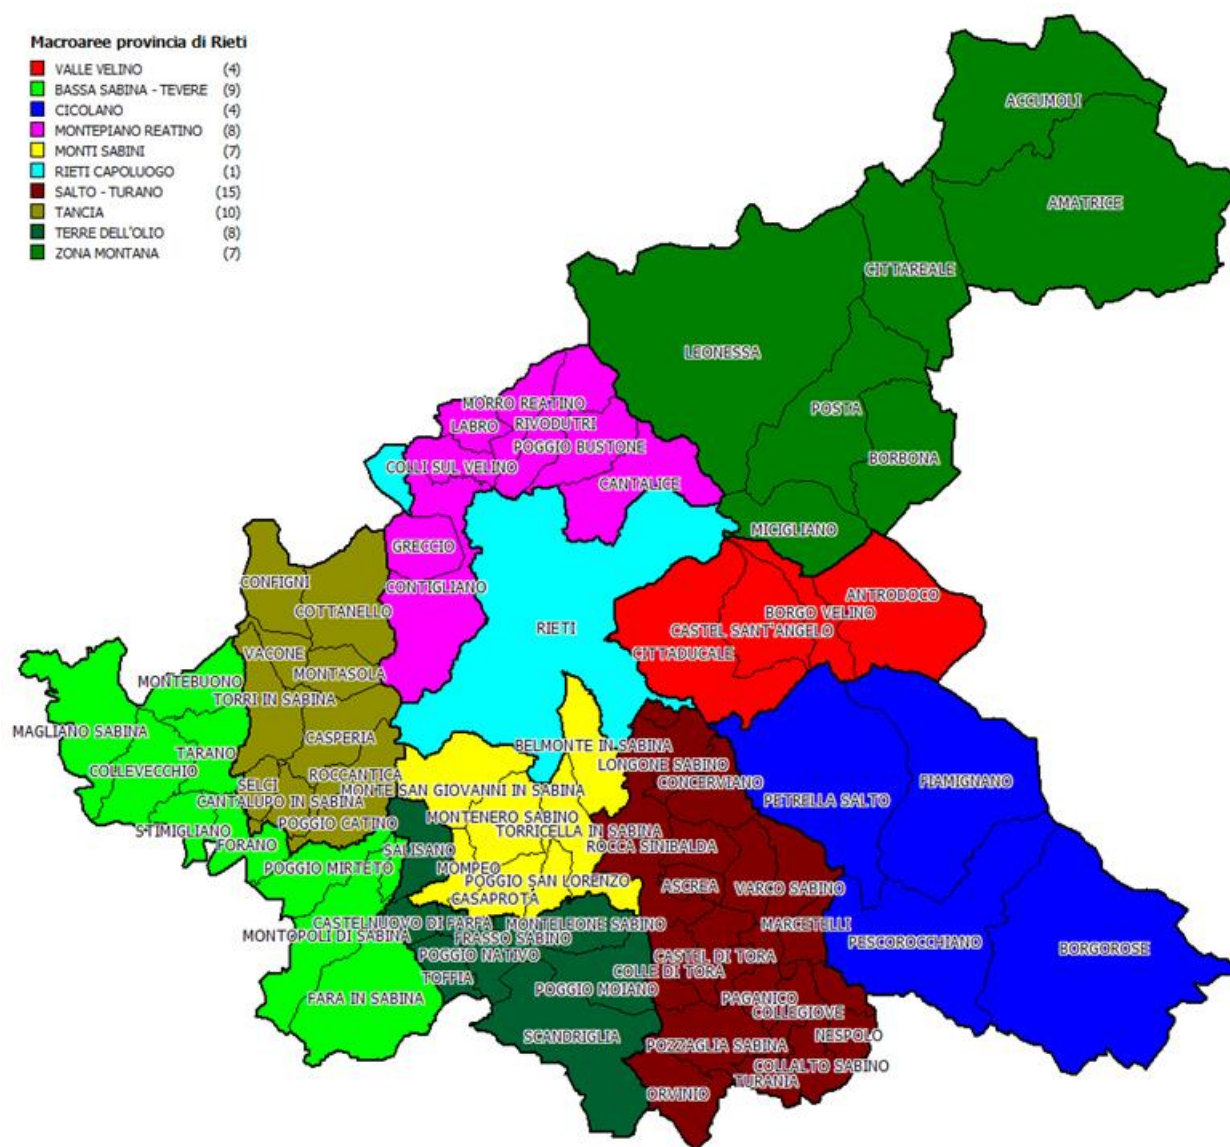 Macroaree provincia di Rieti
VALLE VELINO (4)
BASSA SABINA - TEVERE (9)
CICOLANO (4)
MONTEPIANO REATINO (8)
MONTI SABINI (7)
RIETI CAPOLUOGO (1)
SALTO - TURANO (15)
TANCIA (10)
TERRE DELL'OLIO (8)
ZONA MONTANA (7)
ACCUMOLI
AMATRICE
CITTAREALE
LEONESSA
POSTA
BORBONA
MICIGLIANO
MORRO REATINO
LABRO
RIVODUTRI
POGGIO BUSTONE
COLLI SUL VELINO
CANTALICE
GRECCIO
CONTIGLIANO
RIETI
ANTRODOCO
BORGO VELINO
CASTEL SANT'ANGELO
CITTADUCALE
CONFIGNI
COTTANELLO
VACONE
MONTASOLA
TORRI IN SABINA
CASPERIA
ROCCANTICA
SELCI
CANTALUPO IN SABINA
POGGIO CATINO
MONTEBUONO
MAGLIANO SABINA
TARANO
COLLEVECCHIO
STIMIGLIANO
FORANO
POGGIO MIRTETO
MONTOPOLI DI SABINA
FARA IN SABINA
BELMONTE IN SABINA
MONTE SAN GIOVANNI IN SABINA
MONTENERO SABINO
TORRICELLA IN SABINA
MOMPEO
POGGIO SAN LORENZO
CASAPROTA
SALISANO
CASTELNUOVO DI FARFA
MONTELEONE SABINO
FRASSO SABINO
POGGIO NATIVO
TOFFIA
POGGIO MOIANO
SCANDRIGLIA
LONGONE SABINO
CONCERVIANO
ROCCA SINIBALDA
ASCREA
VARCO SABINO
MARCETELLI
CASTEL DI TORA
COLLE DI TORA
PAGANICO
COLLEGIOVE
NESPOLO
POZZAGLIA SABINA
COLLALTO SABINO
TURANIA
ORVINIO
PETRELLA SALTO
FIAMIGNANO
PESCOROCCHIANO
BORGOROSE